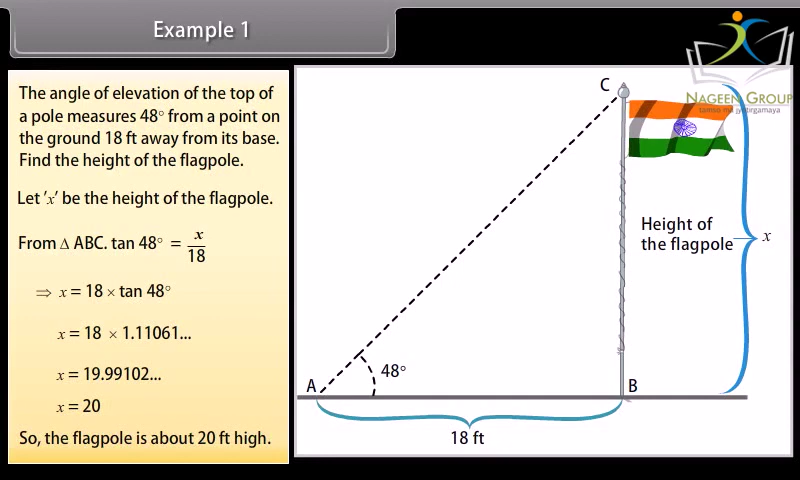 Example 1
The angle of elevation of the top of
a pole measures 48° from a point on
the ground 18 ft away from its base.
Find the height of the flagpole.
Let 'x' be the height of the flagpole.
From Δ ABC. tan 48° = x/18
⇒ x = 18 × tan 48°
x = 18 × 1.11061...
x = 19.99102...
x = 20
So, the flagpole is about 20 ft high.
NAGEEN GROUP
C
Height of
the flagpole
x
48°
A
B
18 ft